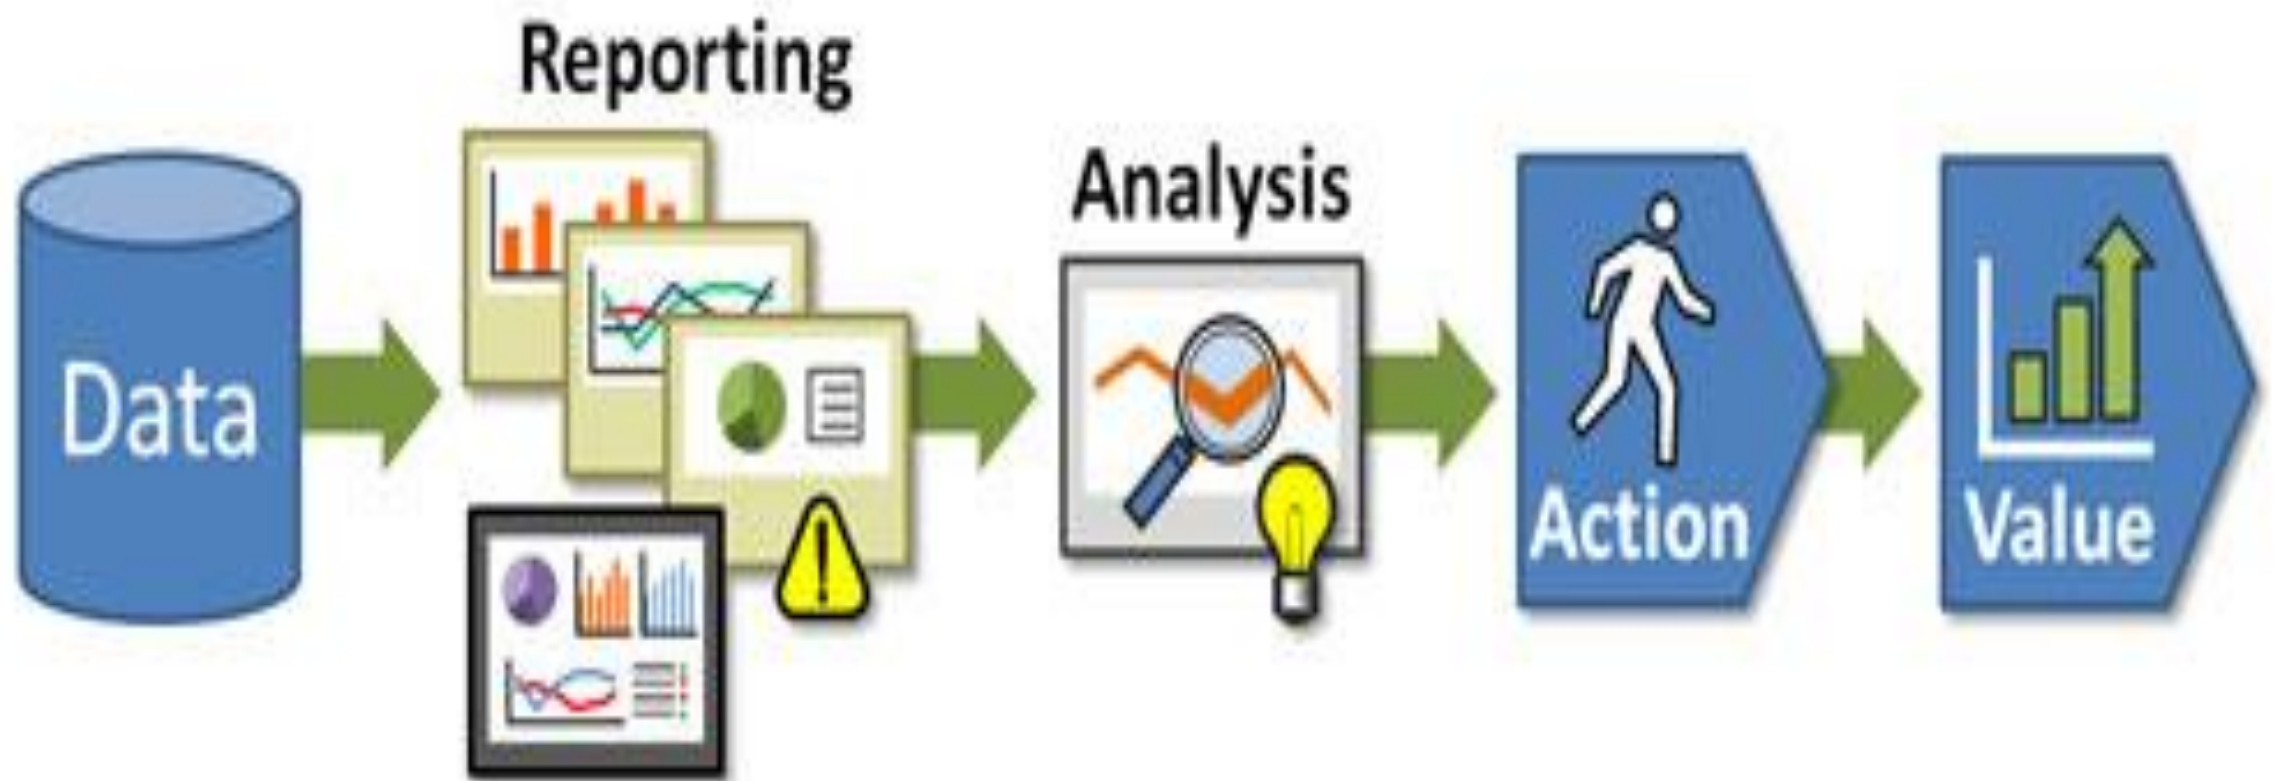 Data
Reporting
Analysis
Action
Value